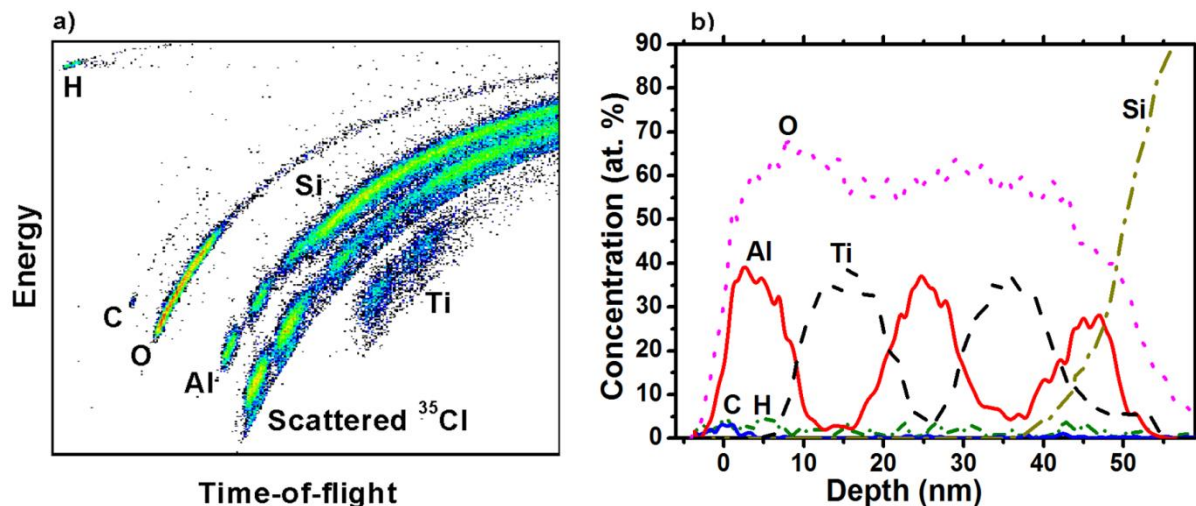 a)
H
Si
C
O
Al
Ti
Scattered ³⁵Cl
Energy
Time-of-flight
b)
90
80
70
60
50
40
30
20
10
0
Concentration (at. %)
O
Si
Al
Ti
C H
0 10 20 30 40 50
Depth (nm)